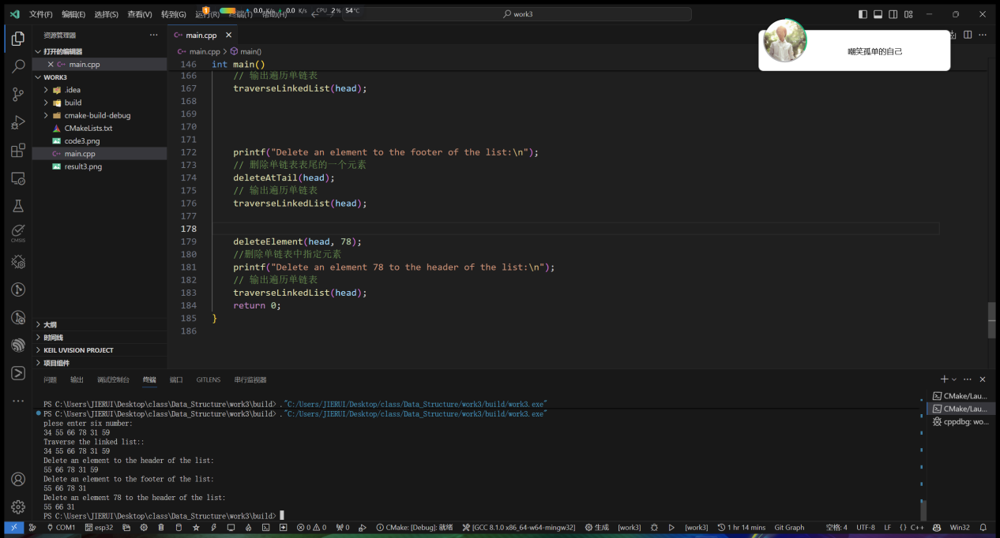 文件(F) 编辑(E) 选择(S) 查看(V) 转到(G) 运行(R) 终端(T) 帮助(H) 0.0 K/s 0.0 K/s CPU 2% 54℃ work3
资源管理器 ···
打开的编辑器
main.cpp
WORK3
.idea
build
cmake-build-debug
CMakeLists.txt
code3.png
main.cpp
result3.png
大纲
时间线
KEIL UVISION PROJECT
项目组件
CMSIS
main.cpp
main.cpp > main()
嘲笑孤单的自己
146 int main()
166 // 输出遍历单链表
167 traverseLinkedList(head);
168
169
170
171
172 printf("Delete an element to the footer of the list:\n");
173 // 删除单链表表尾的一个元素
174 deleteAtTail(head);
175 // 输出遍历单链表
176 traverseLinkedList(head);
177
178
179 deleteElement(head, 78);
180 //删除单链表中指定元素
181 printf("Delete an element 78 to the header of the list:\n");
182 // 输出遍历单链表
183 traverseLinkedList(head);
184 return 0;
185 }
186
问题 输出 调试控制台 终端 端口 GITLENS 串行监视器
PS C:\Users\JIERUI\Desktop\class\Data_Structure\work3\build> ."C:/Users/JIERUI/Desktop/class/Data_Structure/work3/build/work3.exe"
PS C:\Users\JIERUI\Desktop\class\Data_Structure\work3\build> ."C:/Users/JIERUI/Desktop/class/Data_Structure/work3/build/work3.exe"
plese enter six number:
34 55 66 78 31 59
Traverse the linked list::
34 55 66 78 31 59
Delete an element to the header of the list:
55 66 78 31 59
Delete an element to the footer of the list:
55 66 78 31
Delete an element 78 to the header of the list:
55 66 31
PS C:\Users\JIERUI\Desktop\class\Data_Structure\work3\build>
CMake/Lau...
CMake/Lau...
cppdbg: wo...
COM1 esp32 0 0 0 CMake: [Debug]: 就绪 [GCC 8.1.0 x86_64-w64-mingw32] 生成 [work3] [work3] 1 hr 14 mins Git Graph 空格: 4 UTF-8 LF {} C++ Win32